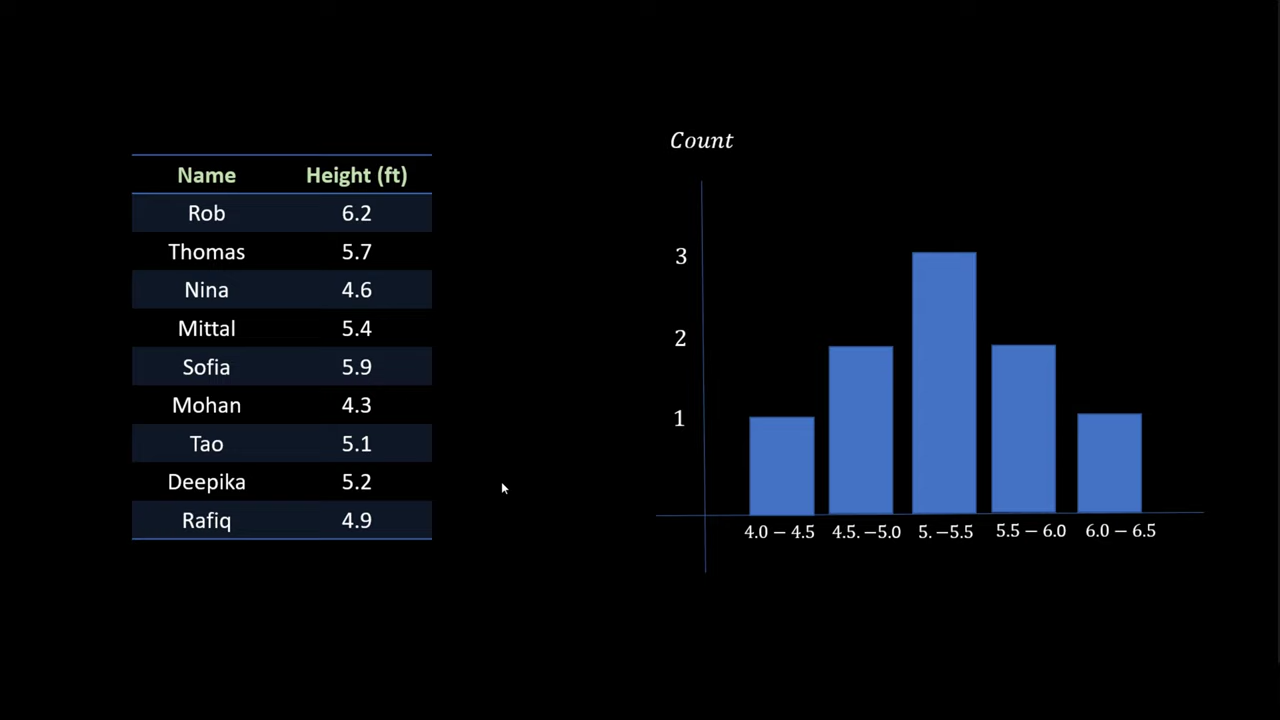 Name Height (ft)
Rob 6.2
Thomas 5.7
Nina 4.6
Mittal 5.4
Sofia 5.9
Mohan 4.3
Tao 5.1
Deepika 5.2
Rafiq 4.9
Count
3
2
1
4.0 − 4.5 4.5. −5.0 5. −5.5 5.5 − 6.0 6.0 − 6.5